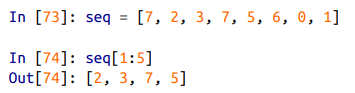 In [73]: seq = [7, 2, 3, 7, 5, 6, 0, 1]
In [74]: seq[1:5]
Out[74]: [2, 3, 7, 5]